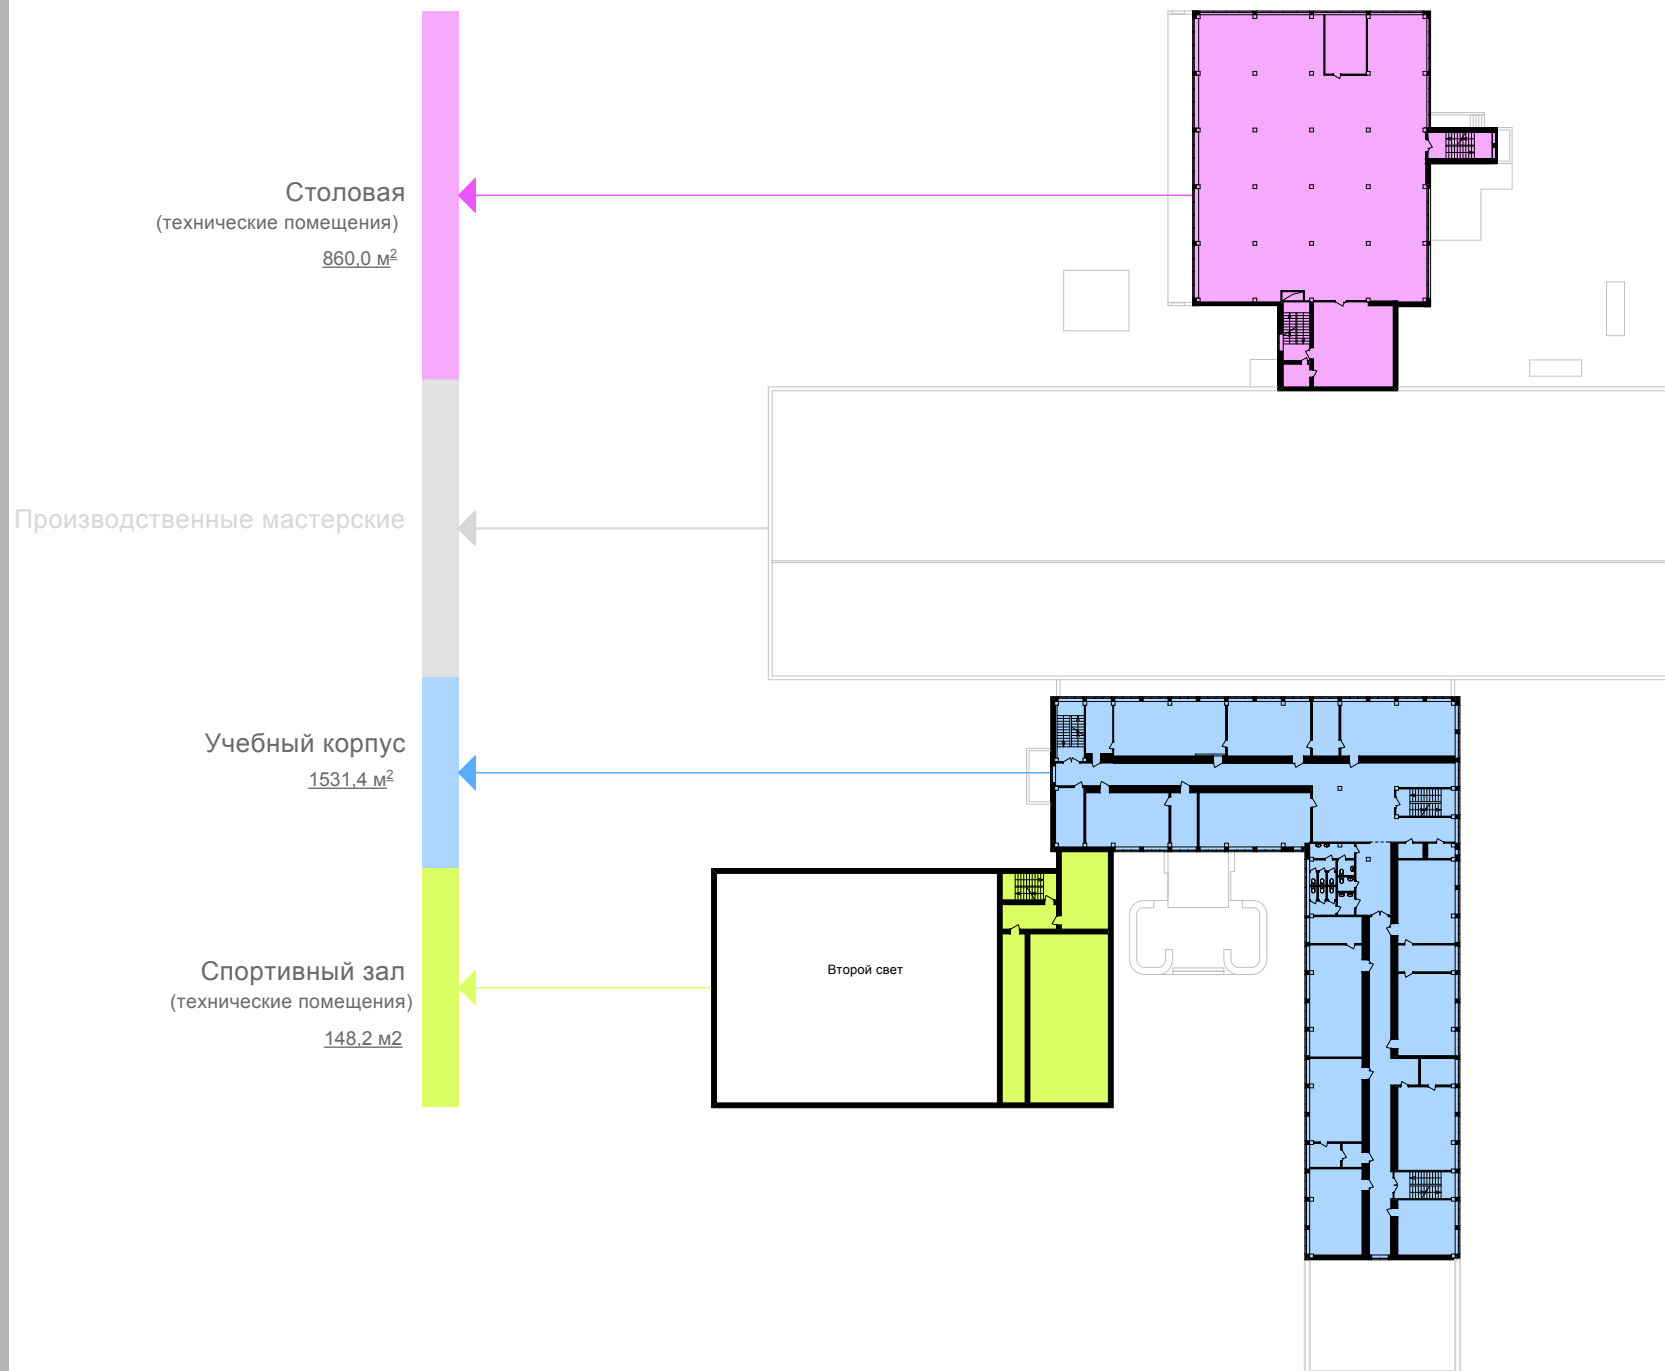 Столовая
(технические помещения)
860,0 м²
Производственные мастерские
Учебный корпус
1531,4 м²
Второй свет
Спортивный зал
(технические помещения)
148,2 м2